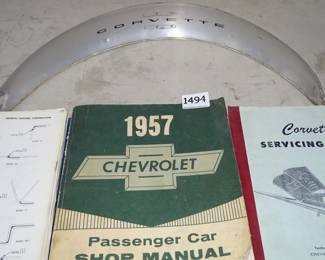 CORVETTE
1494
1957
CHEVROLET
Passenger Car
SHOP MANUAL
Corvet
SERVICING